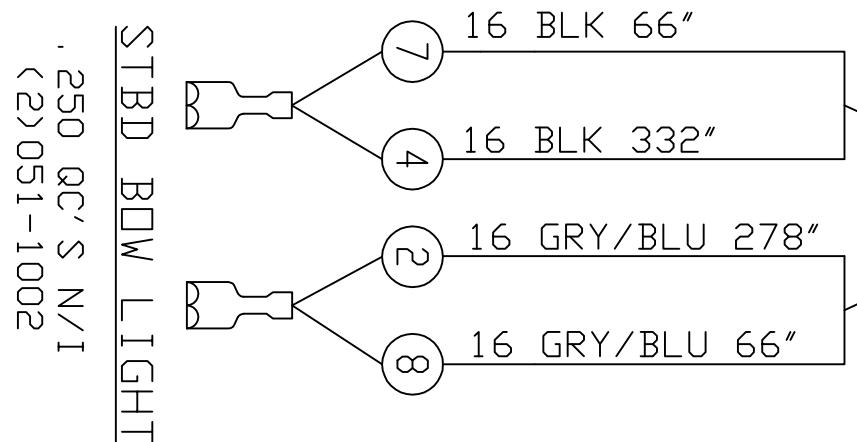 STBD BOW LIGHT
.250 QC'S N/I
(2)051-1002
7
16 BLK 66"
4
16 BLK 332"
2
16 GRY/BLU 278"
8
16 GRY/BLU 66"